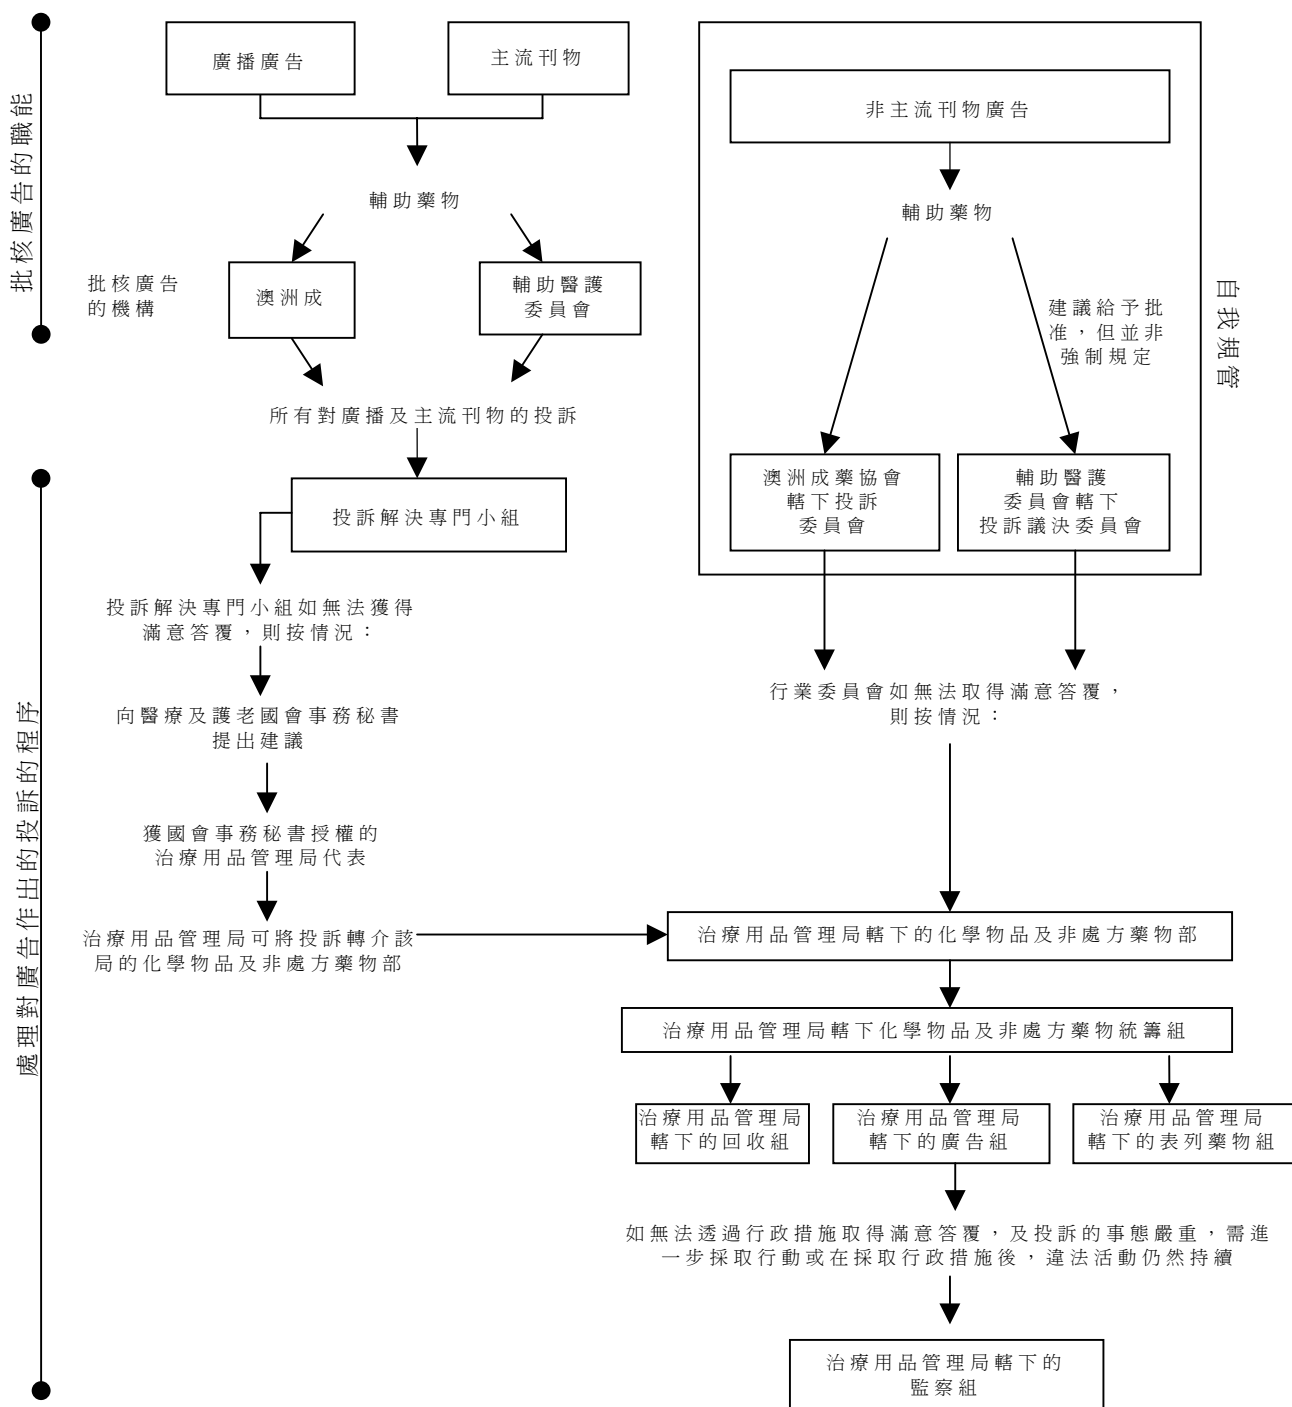 批核廣告的職能
廣播廣告
主流刊物
輔助藥物
批核廣告
的機構
澳洲成
輔助醫護
委員會
所有對廣播及主流刊物的投訴
非主流刊物廣告
輔助藥物
建議給予批
准，但並非
強制規定
自我規管
澳洲成藥協會
轄下投訴
委員會
輔助醫護
委員會轄下
投訴議決委員會
處理對廣告作出的投訴的程序
投訴解決專門小組
投訴解決專門小組如無法獲得
滿意答覆，則按情況：
向醫療及護老國會事務秘書
提出建議
獲國會事務秘書授權的
治療用品管理局代表
治療用品管理局可將投訴轉介該
局的化學物品及非處方藥物部
行業委員會如無法取得滿意答覆，
則按情況：
治療用品管理局轄下的化學物品及非處方藥物部
治療用品管理局轄下化學物品及非處方藥物統籌組
治療用品管理局
轄下的回收組
治療用品管理局
轄下的廣告組
治療用品管理局
轄下的表列藥物組
如無法透過行政措施取得滿意答覆，及投訴的事態嚴重，需進
一步採取行動或在採取行政措施後，違法活動仍然持續
治療用品管理局轄下的
監察組